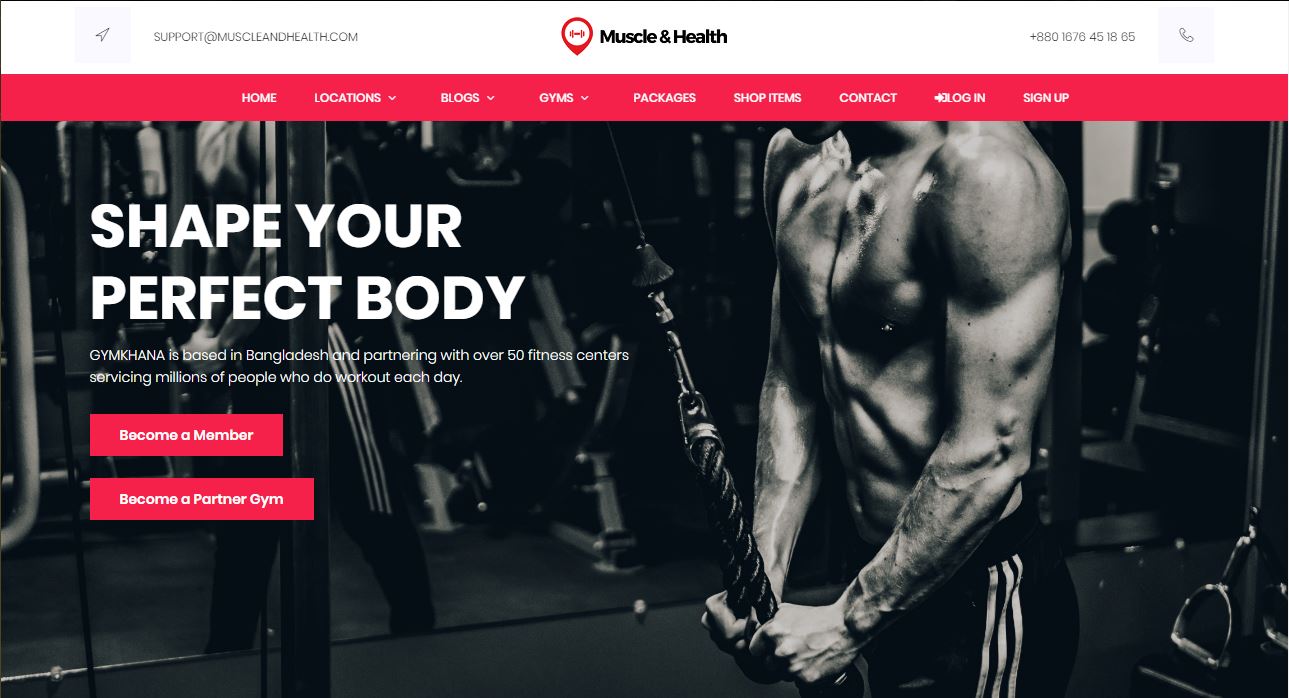 SUPPORT@MUSCLEANDHEALTH.COM
Muscle & Health
+880 1676 45 18 65
HOME LOCATIONS BLOGS GYMS PACKAGES SHOP ITEMS CONTACT LOG IN SIGN UP
SHAPE YOUR
PERFECT BODY
GYMKHANA is based in Bangladesh and partnering with over 50 fitness centers
servicing millions of people who do workout each day.
Become a Member
Become a Partner Gym